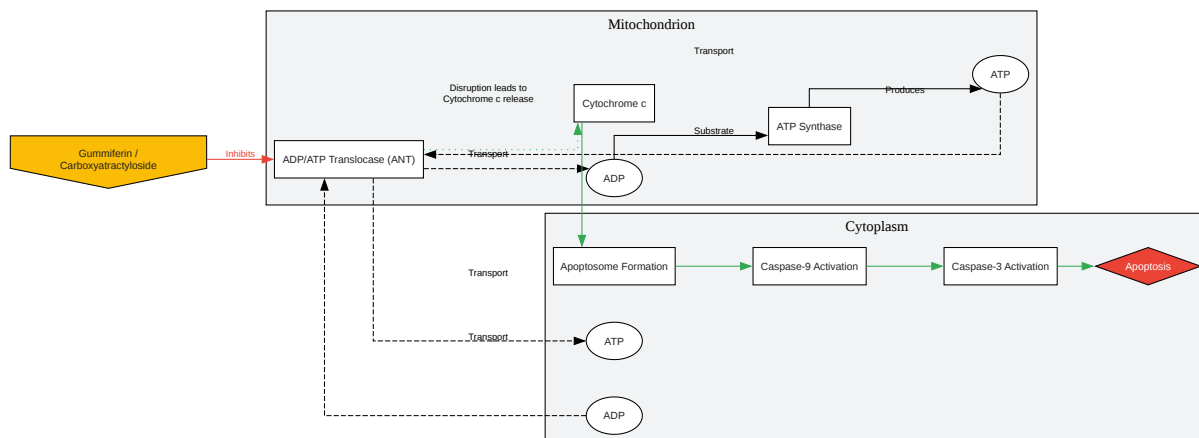 Mitochondrion
Transport
ATP
Disruption leads to
Cytochrome c release
Cytochrome c
Produces
ATP Synthase
Substrate
Gummiferin /
Carboxyatractyloside
Inhibits
ADP/ATP Translocase (ANT)
Transport
ADP
Cytoplasm
Transport
Apoptosome Formation
Caspase-9 Activation
Caspase-3 Activation
Apoptosis
Transport
ATP
ADP